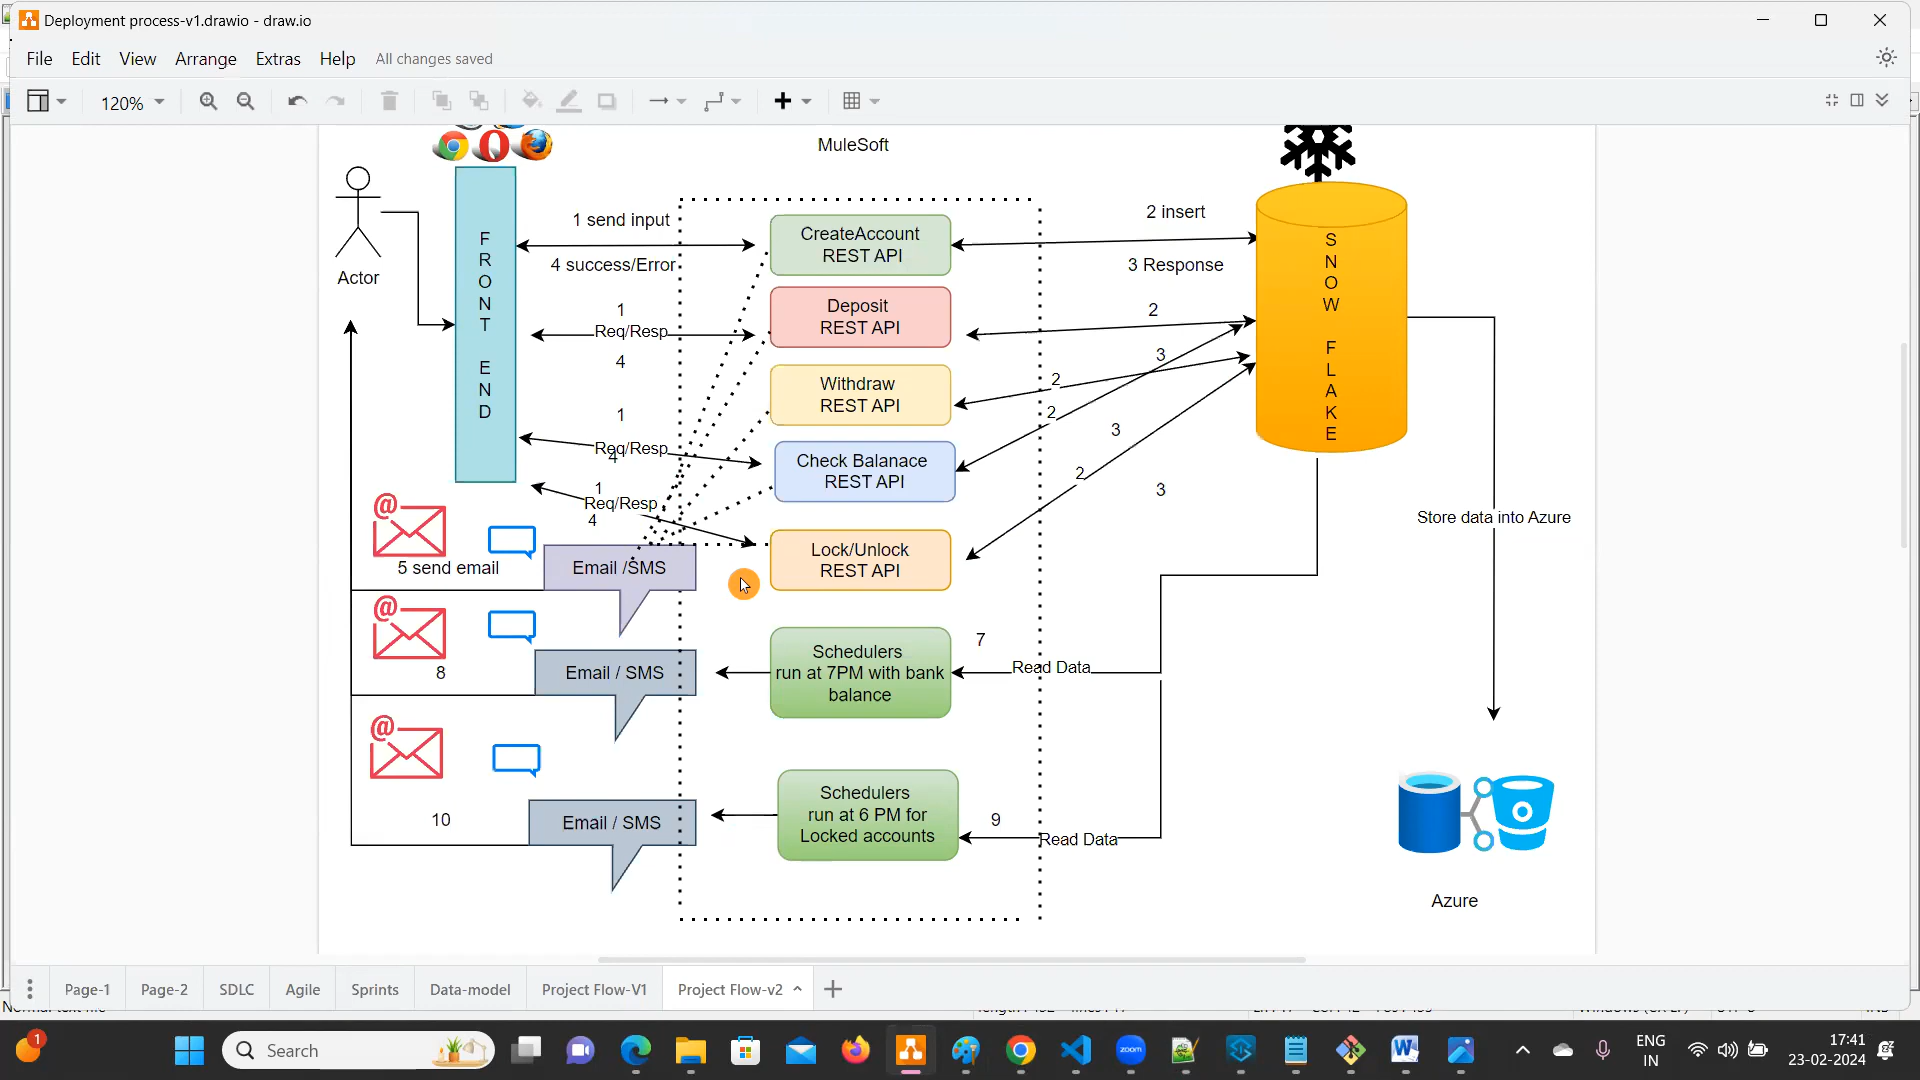 Deployment process-v1.drawio - draw.io
File Edit View Arrange Extras Help All changes saved
120%
MuleSoft
Actor
F
R
O
N
T
E
N
D
1 send input
4 success/Error
1
Req/Resp
4
1
Req/Resp
4
1
Req/Resp
4
CreateAccount
REST API
Deposit
REST API
Withdraw
REST API
Check Balanace
REST API
Lock/Unlock
REST API
Schedulers
run at 7PM with bank
balance
Schedulers
run at 6 PM for
Locked accounts
2 insert
3 Response
2
3
2
2
3
2
3
S
N
O
W
F
L
A
K
E
Store data into Azure
@
5 send email
Email /SMS
@
8
Email / SMS
7
Read Data
@
10
Email / SMS
9
Read Data
Azure
Page-1 Page-2 SDLC Agile Sprints Data-model Project Flow-V1 Project Flow-v2
1
Search
zoom
W
ENG
IN
17:41
23-02-2024